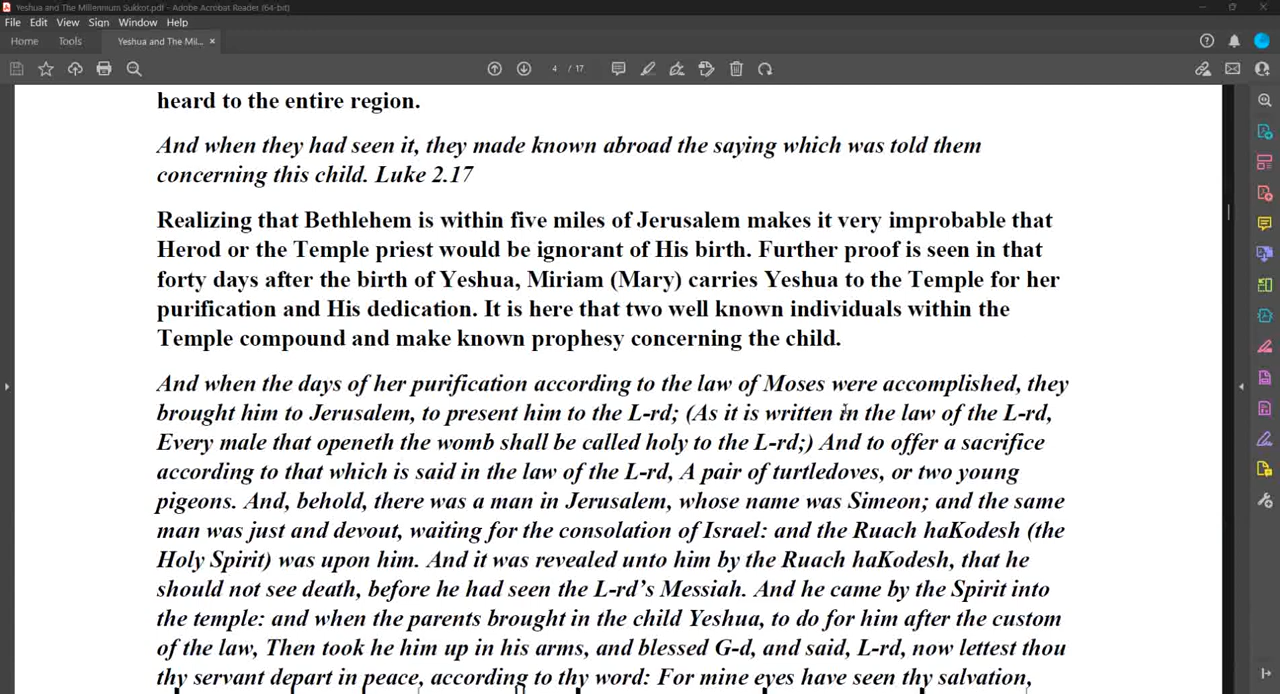 Yeshua and The Millennium Sukkot.pdf - Adobe Acrobat Reader (64-bit)
File Edit View Sign Window Help
Home Tools Yeshua and The Mil... ×
4 / 17
heard to the entire region.
And when they had seen it, they made known abroad the saying which was told them
concerning this child. Luke 2.17
Realizing that Bethlehem is within five miles of Jerusalem makes it very improbable that
Herod or the Temple priest would be ignorant of His birth. Further proof is seen in that
forty days after the birth of Yeshua, Miriam (Mary) carries Yeshua to the Temple for her
purification and His dedication. It is here that two well known individuals within the
Temple compound and make known prophesy concerning the child.
And when the days of her purification according to the law of Moses were accomplished, they
brought him to Jerusalem, to present him to the L-rd; (As it is written in the law of the L-rd,
Every male that openeth the womb shall be called holy to the L-rd;) And to offer a sacrifice
according to that which is said in the law of the L-rd, A pair of turtledoves, or two young
pigeons. And, behold, there was a man in Jerusalem, whose name was Simeon; and the same
man was just and devout, waiting for the consolation of Israel: and the Ruach haKodesh (the
Holy Spirit) was upon him. And it was revealed unto him by the Ruach haKodesh, that he
should not see death, before he had seen the L-rd's Messiah. And he came by the Spirit into
the temple: and when the parents brought in the child Yeshua, to do for him after the custom
of the law, Then took he him up in his arms, and blessed G-d, and said, L-rd, now lettest thou
thy servant depart in peace, according to thy word: For mine eyes have seen thy salvation,